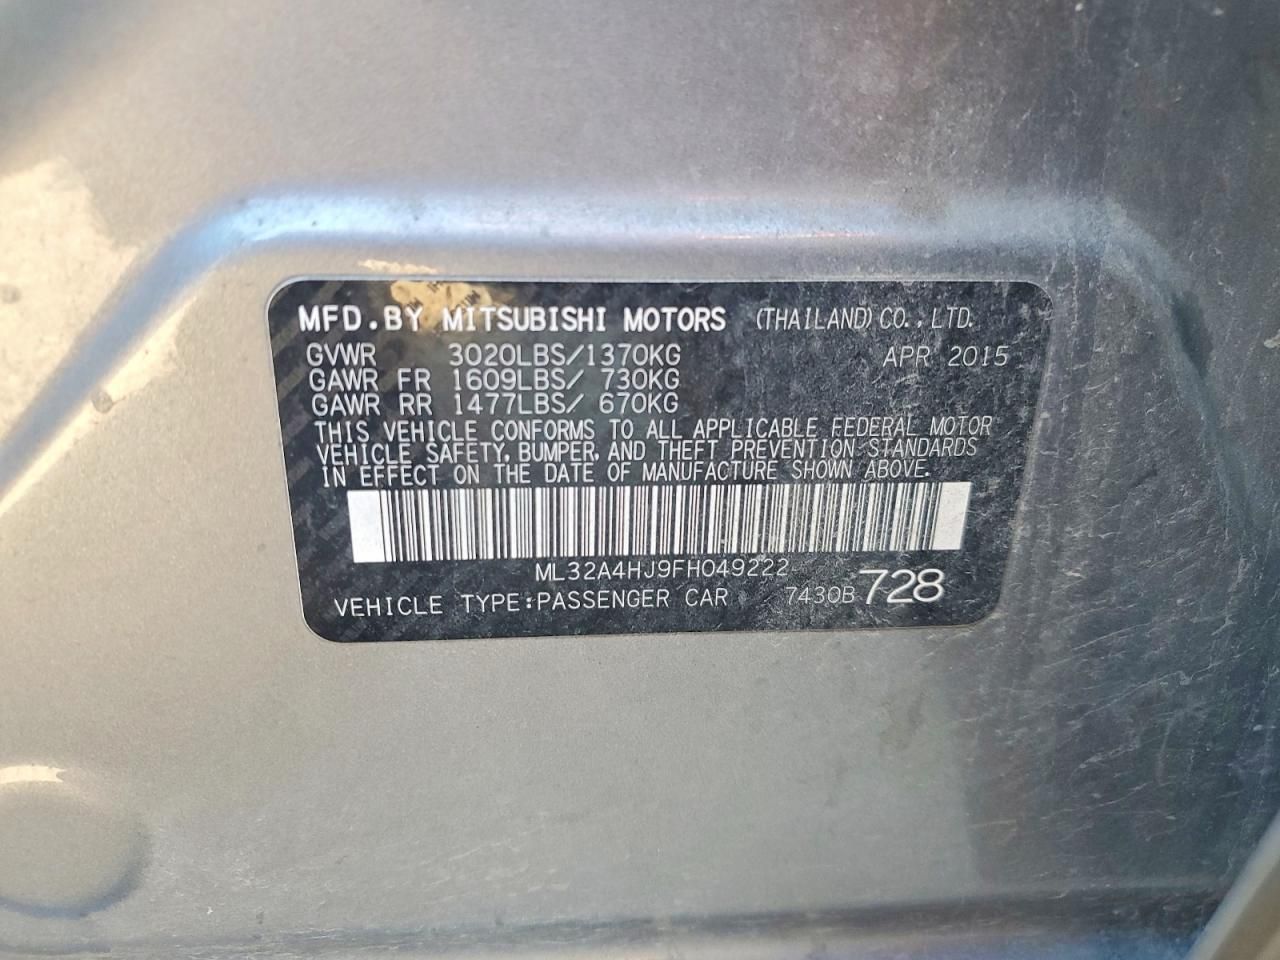 MFD.BY MITSUBISHI MOTORS (THAILAND) CO., LTD.
GVWR 3020LBS/1370KG APR 2015
GAWR FR 1609LBS/ 730KG
GAWR RR 1477LBS/ 670KG
THIS VEHICLE CONFORMS TO ALL APPLICABLE FEDERAL MOTOR
VEHICLE SAFETY, BUMPER, AND THEFT PREVENTION STANDARDS
IN EFFECT ON THE DATE OF MANUFACTURE SHOWN ABOVE.
ML32A4HJ9FH049222
VEHICLE TYPE:PASSENGER CAR 7430B 728